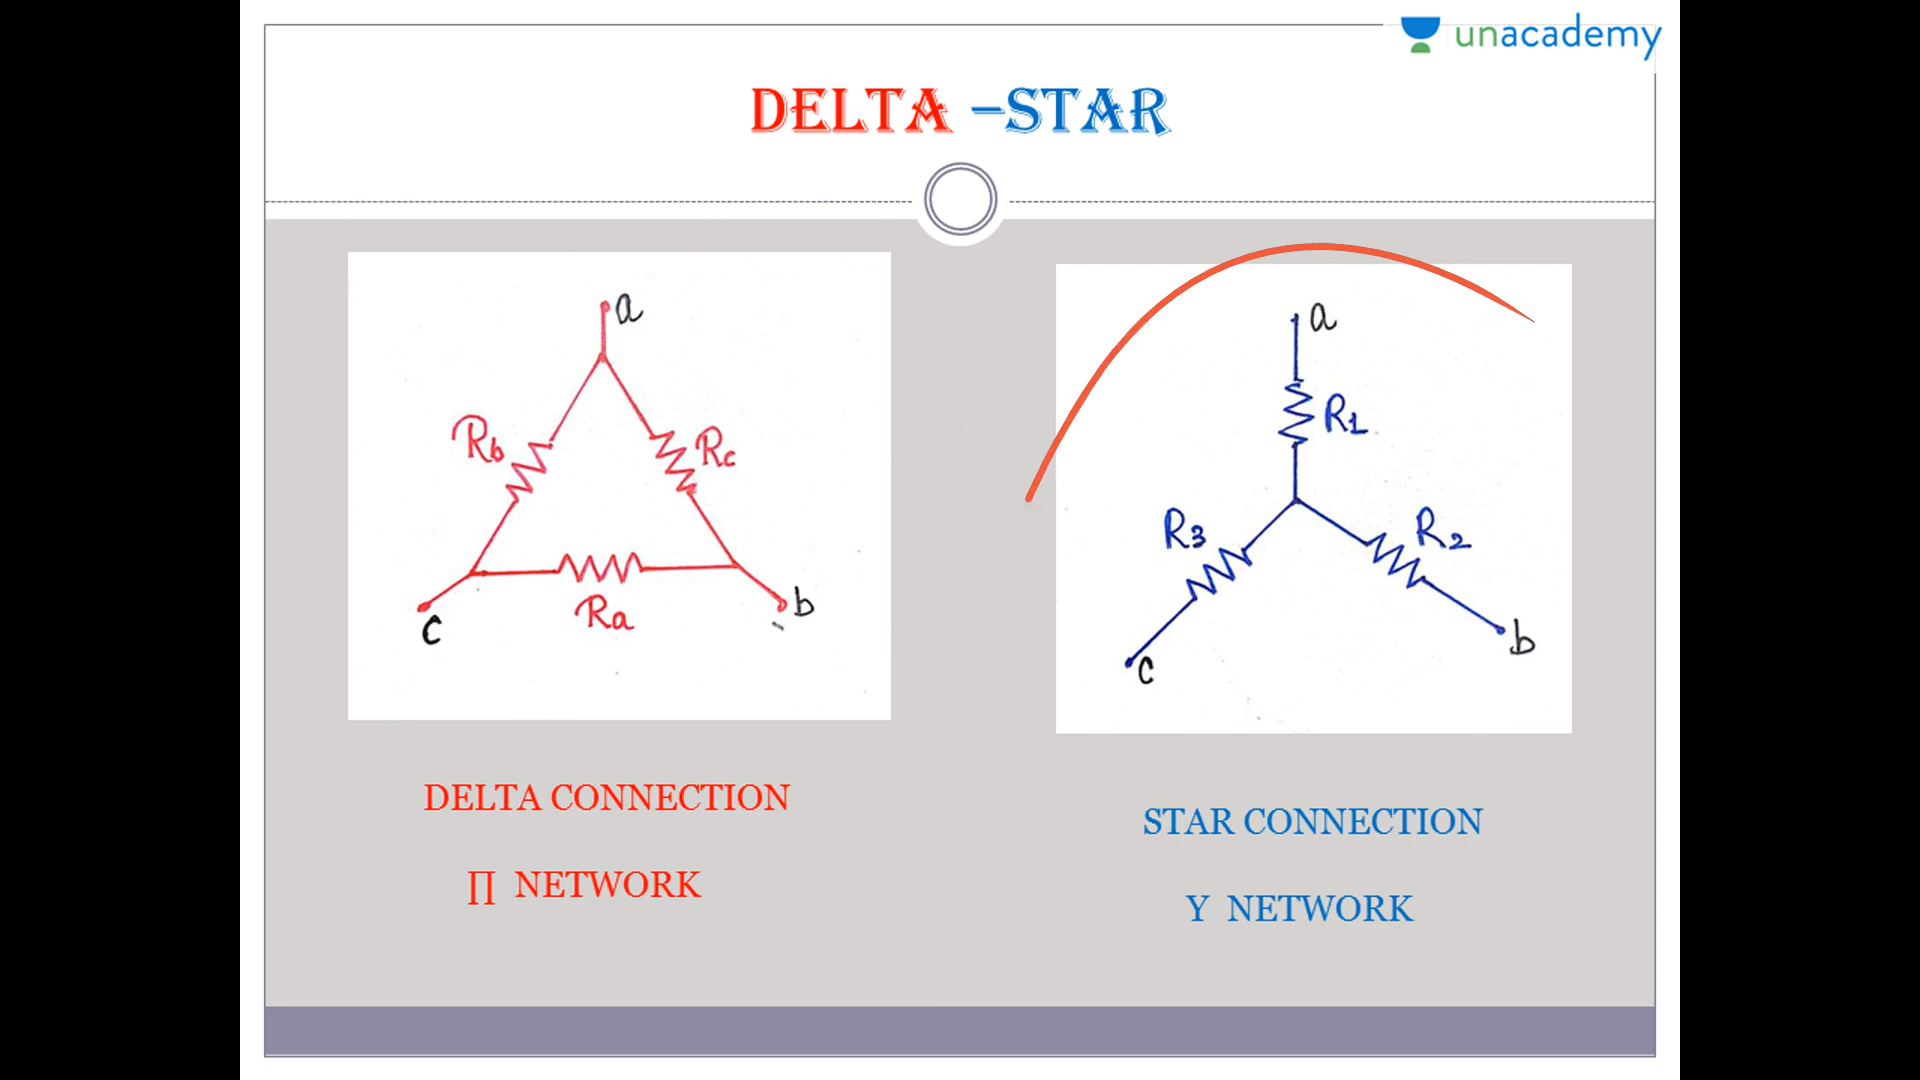 unacademy
DELTA –STAR
a
Rb
Rc
Ra
c
b
DELTA CONNECTION
∏ NETWORK
a
R1
R3
R2
c
b
STAR CONNECTION
Y NETWORK